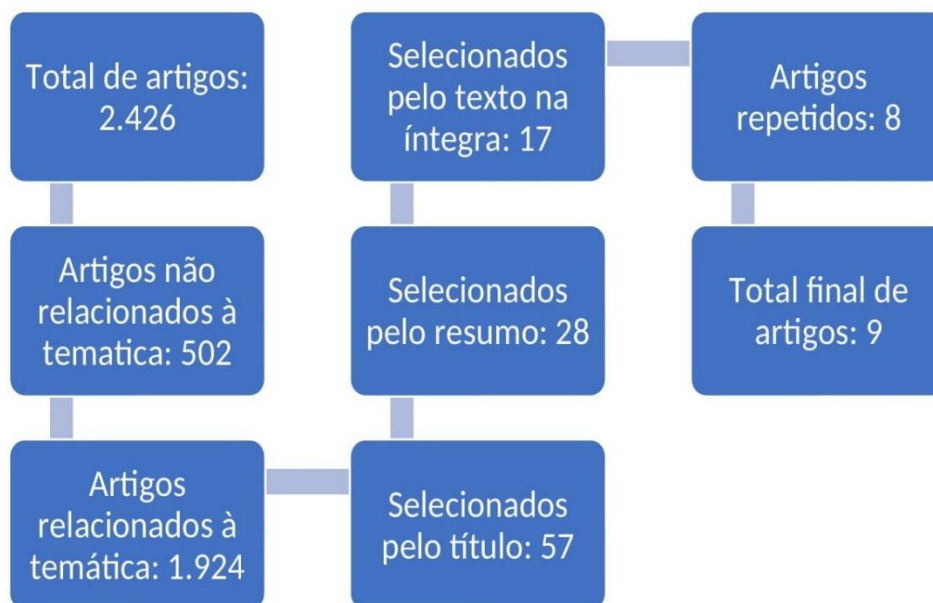 Total de artigos:
2.426
Artigos não
relacionados à
tematica: 502
Artigos
relacionados à
temática: 1.924
Selecionados
pelo título: 57
Selecionados
pelo resumo: 28
Selecionados
pelo texto na
íntegra: 17
Artigos
repetidos: 8
Total final de
artigos: 9